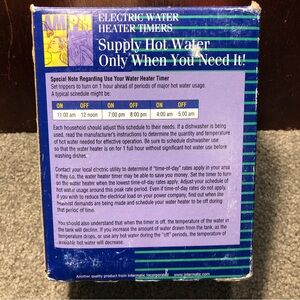 AM PM
ELECTRIC WATER
HEATER TIMERS
Supply Hot Water
Only When You Need It!
Special Note Regarding Use Your Water Heater Timer
Set trippers to turn on 1 hour ahead of periods of major hot water usage.
A typical schedule might be:
ON OFF ON OFF ON OFF
11:00 am 12 noon 7:00 pm 8:00 pm 4:00 am 5:00 am
Each household should adjust this schedule to their needs. If a dishwasher is being
used, read the manufacturer's instructions to determine the quantity and temperature
of hot water needed for effective operation. Be sure to schedule dishwasher use
so that the water heater is on for 1 full hour without significant hot water use before
washing dishes.
Contact your local electric utility to determine if "time-of-day" rates apply in your area
If they do, the water heater timer may be able to save you money. Set the timer to turn
on the water heater when the lowest time-of-day rates apply. Adjust your schedule of
hot water usage around this peak rate period. Even if time-of-day rates do not apply,
if you wish to reduce the electrical load on your power company, find out when
demands are being made and schedule your water heater to be off during
that period of time.
You should also understand that when the timer is off, the temperature of the water in
the tank will decline. If you increase the amount of water drawn from the tank, as the
temperature drops, or use any hot water during the "off" periods, the temperature of
available hot water will decrease.
Another quality product from Intermatic Incorporated www.intermatic.com